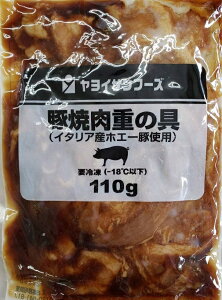 ヤヨイサンフーズ
豚焼肉重の具
(イタリア産ホエー豚使用)
要冷凍(-18℃以下)
110g